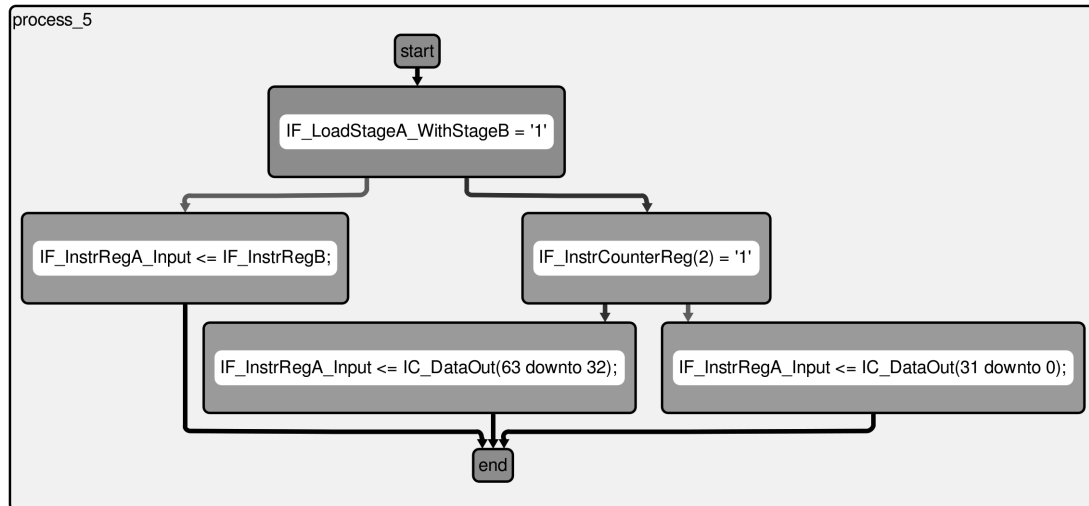 process_5
start
IF_LoadStageA_WithStageB = '1'
IF_InstrRegA_Input <= IF_InstrRegB;
IF_InstrCounterReg(2) = '1'
IF_InstrRegA_Input <= IC_DataOut(63 downto 32);
IF_InstrRegA_Input <= IC_DataOut(31 downto 0);
end